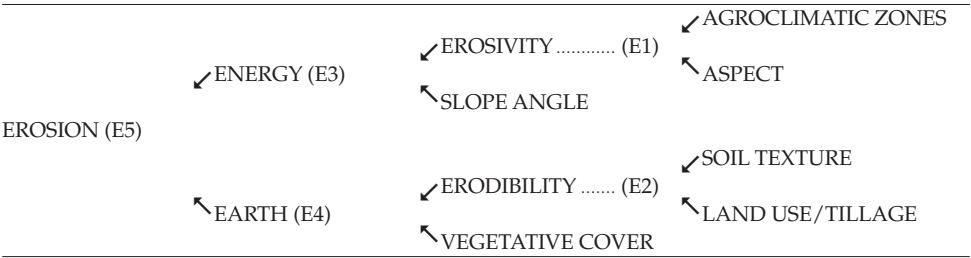 AGROCLIMATIC ZONES
EROSIVITY ............ (E1)
ENERGY (E3)
ASPECT
SLOPE ANGLE
EROSION (E5)
SOIL TEXTURE
ERODIBILITY ....... (E2)
EARTH (E4)
LAND USE/TILLAGE
VEGETATIVE COVER